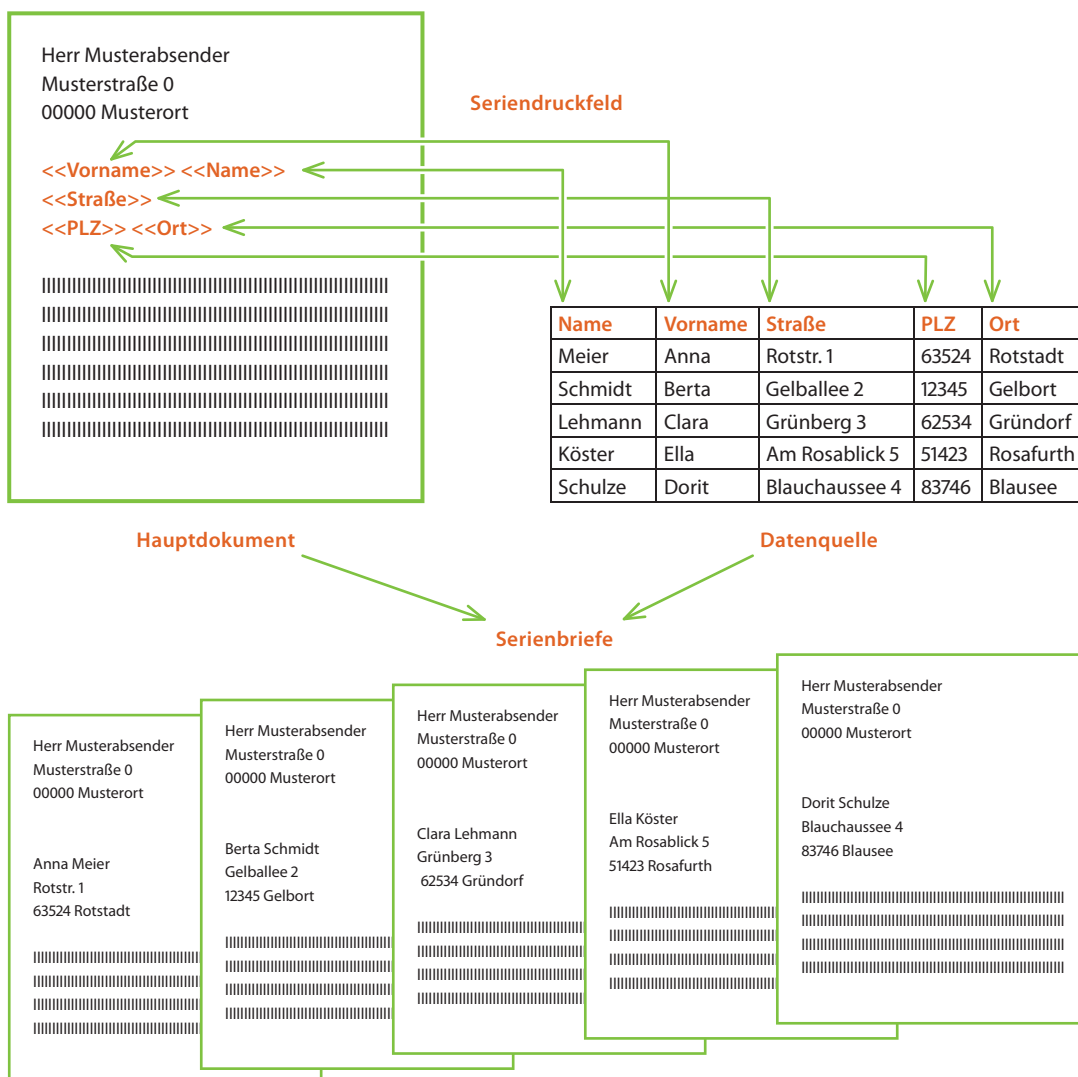 Herr Musterabsender
Musterstraße 0
00000 Musterort
Seriendruckfeld
<<Vorname>> <<Name>>
<<Straße>>
<<PLZ>> <<Ort>>
Name Vorname Straße PLZ Ort
Meier Anna Rotstr. 1 63524 Rotstadt
Schmidt Berta Gelballee 2 12345 Gelbort
Lehmann Clara Grünberg 3 62534 Gründorf
Köster Ella Am Rosablick 5 51423 Rosafurth
Schulze Dorit Blauchaussee 4 83746 Blausee
Hauptdokument
Datenquelle
Serienbriefe
Herr Musterabsender
Musterstraße 0
00000 Musterort
Anna Meier
Rotstr. 1
63524 Rotstadt
Herr Musterabsender
Musterstraße 0
00000 Musterort
Berta Schmidt
Gelballee 2
12345 Gelbort
Herr Musterabsender
Musterstraße 0
00000 Musterort
Clara Lehmann
Grünberg 3
62534 Gründorf
Herr Musterabsender
Musterstraße 0
00000 Musterort
Ella Köster
Am Rosablick 5
51423 Rosafurth
Herr Musterabsender
Musterstraße 0
00000 Musterort
Dorit Schulze
Blauchaussee 4
83746 Blausee